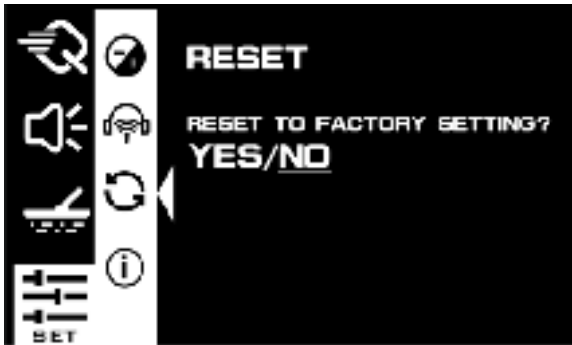 RESET
RESET TO FACTORY SETTING?
YES/NO
SET